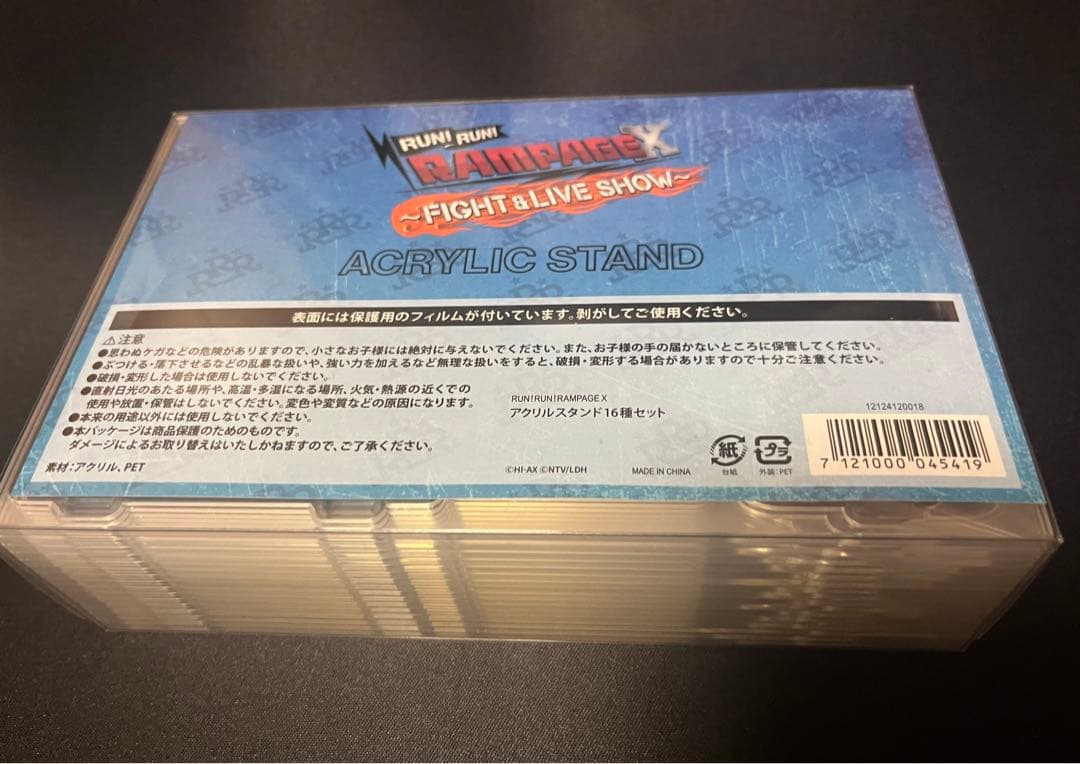 RUN! RUN!
RAMPAGE X
～FIGHT & LIVE SHOW～
ACRYLIC STAND
表面には保護用のフィルムが付いています。剥がしてご使用ください。
⚠注意
●思わぬケガなどの危険がありますので、小さなお子様には絶対に与えないでください。また、お子様の手の届かないところに保管してください。
●ぶつける・落下させるなどの乱暴な扱いや、強い力を加えるなど無理な扱いをすると、破損・変形する場合がありますので十分ご注意ください。
●破損・変形した場合は使用しないでください。
●直射日光のあたる場所や、高温・多湿になる場所、火気・熱源の近くでの
使用や放置・保管はしないでください。変色や変質などの原因になります。
●本来の用途以外には使用しないでください。
●本パッケージは商品保護のためのものです。
ダメージによるお取り替えはいたしかねますので、ご了承ください。
素材：アクリル、PET
RUN!RUN!RAMPAGE X
アクリルスタンド16種セット
©HI-AX ©NTV/LDH
MADE IN CHINA
紙
台紙
プラ
外装：PET
12124120018
7 121000 045419